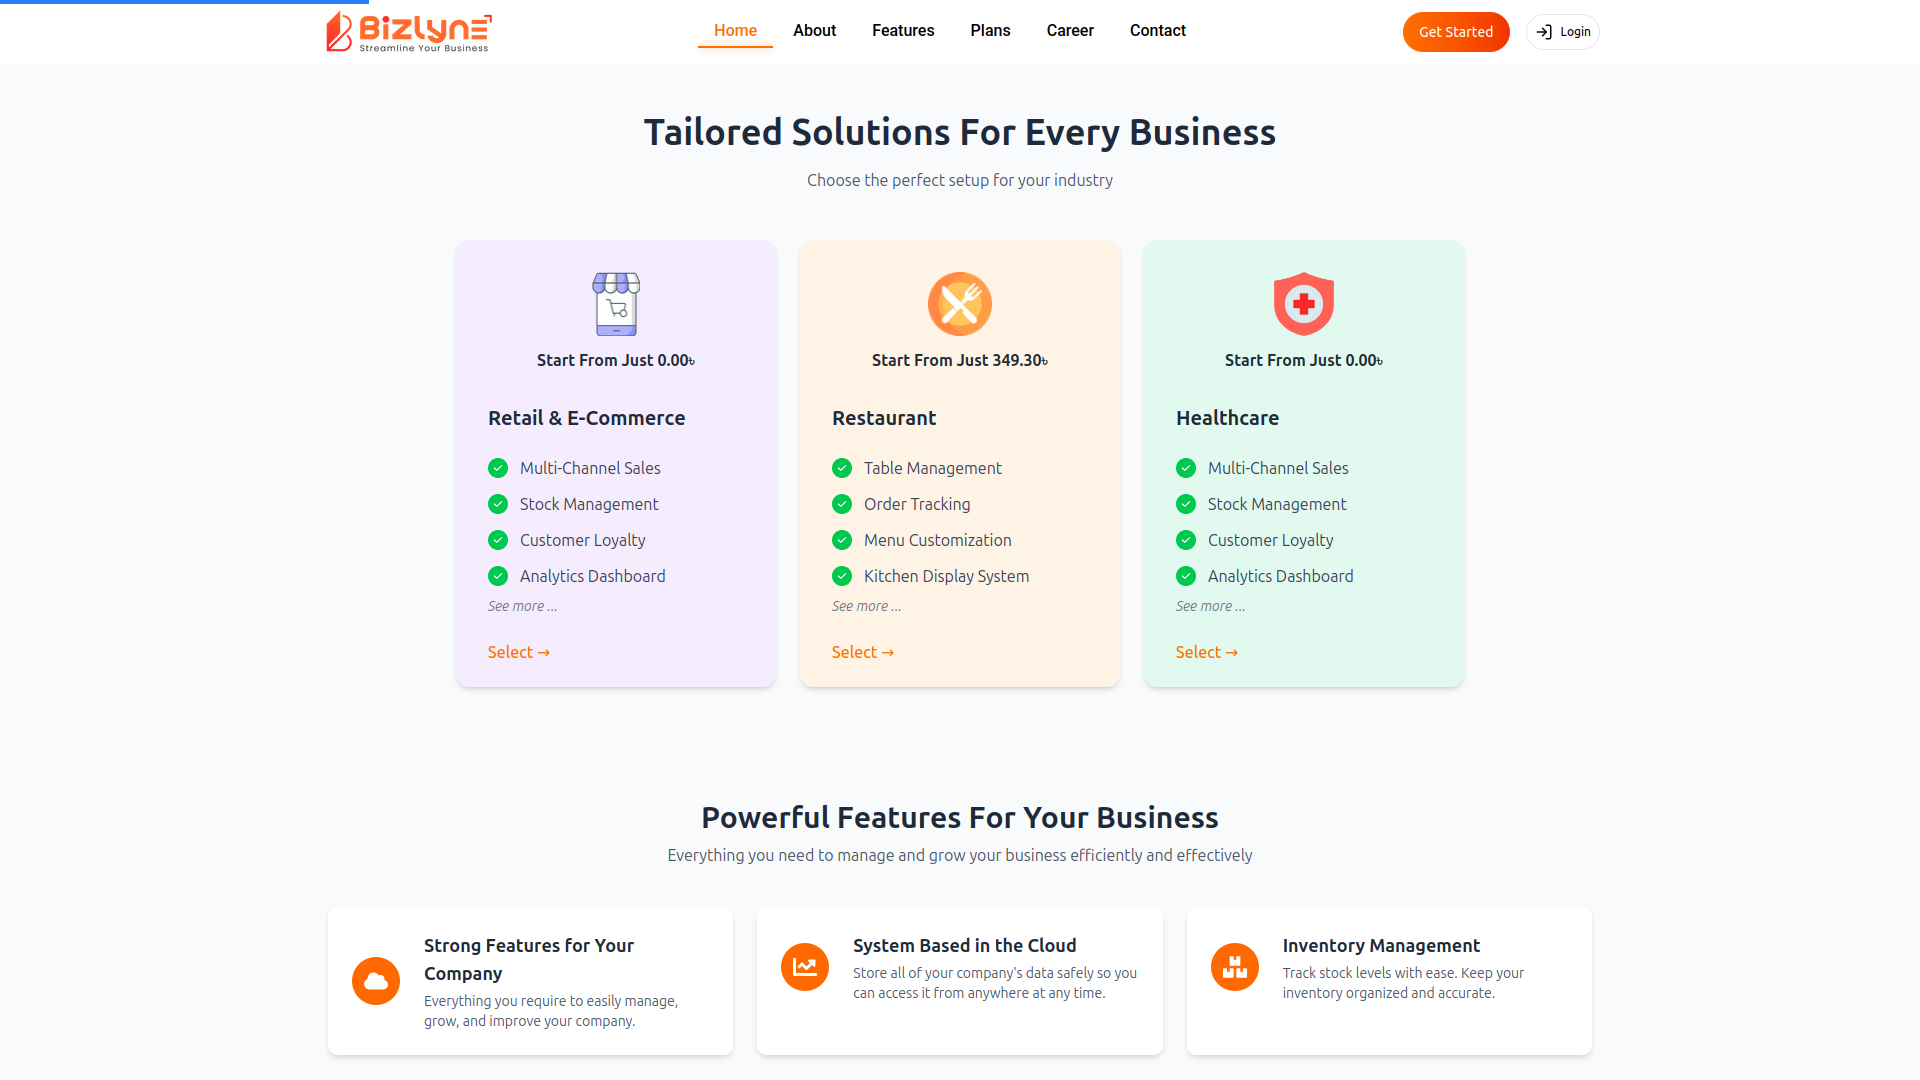 Bizlyne
Streamline Your Business
Home
About
Features
Plans
Career
Contact
Get Started
Login
Tailored Solutions For Every Business
Choose the perfect setup for your industry
Start From Just 0.00৳
Retail & E-Commerce
Multi-Channel Sales
Stock Management
Customer Loyalty
Analytics Dashboard
See more ...
Select →
Start From Just 349.30৳
Restaurant
Table Management
Order Tracking
Menu Customization
Kitchen Display System
See more ...
Select →
Start From Just 0.00৳
Healthcare
Multi-Channel Sales
Stock Management
Customer Loyalty
Analytics Dashboard
See more ...
Select →
Powerful Features For Your Business
Everything you need to manage and grow your business efficiently and effectively
Strong Features for Your
Company
Everything you require to easily manage,
grow, and improve your company.
System Based in the Cloud
Store all of your company's data safely so you
can access it from anywhere at any time.
Inventory Management
Track stock levels with ease. Keep your
inventory organized and accurate.